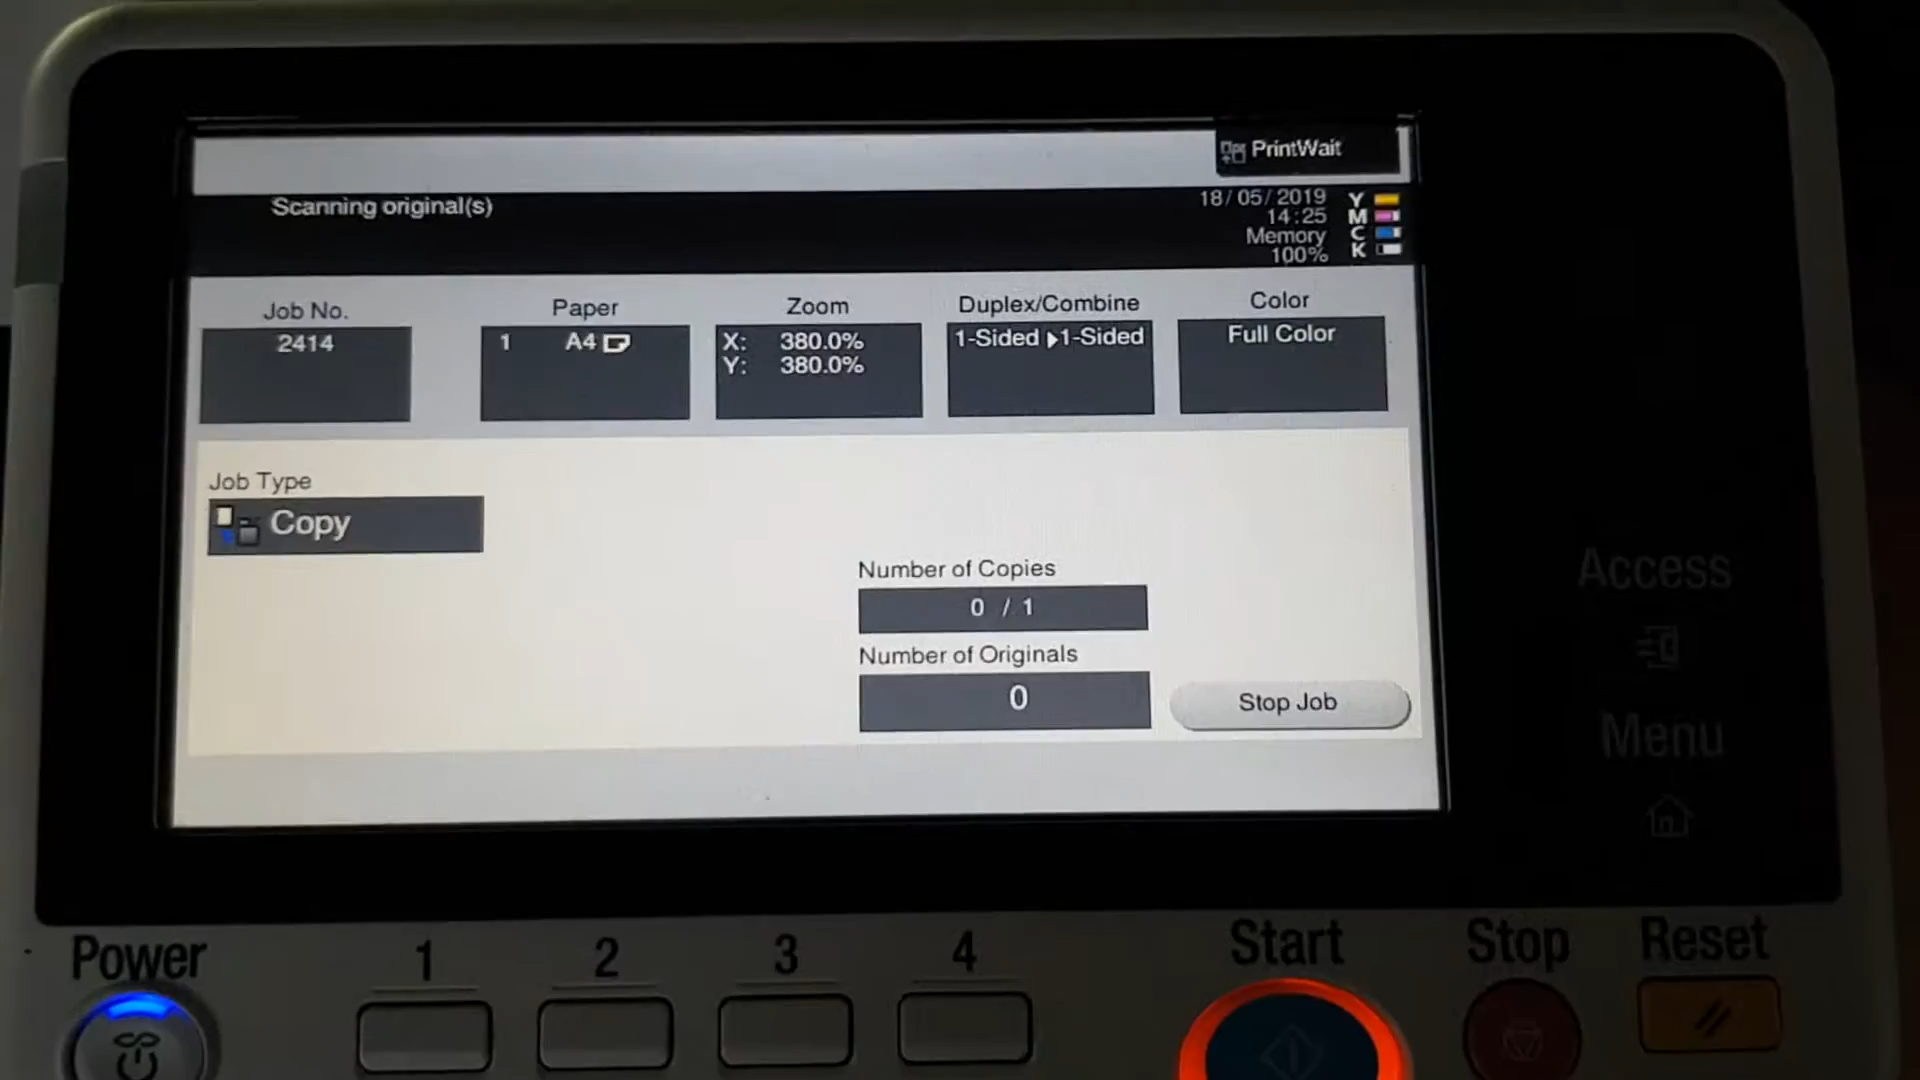 PrintWait
Scanning original(s)
18/05/2019
14:25
Memory
100%
Y
M
C
K
Job No.
2414
Paper
1 A4
Zoom
X: 380.0%
Y: 380.0%
Duplex/Combine
1-Sided ▶1-Sided
Color
Full Color
Job Type
Copy
Number of Copies
0 / 1
Number of Originals
0
Stop Job
Access
Menu
Power
1
2
3
4
Start
Stop
Reset